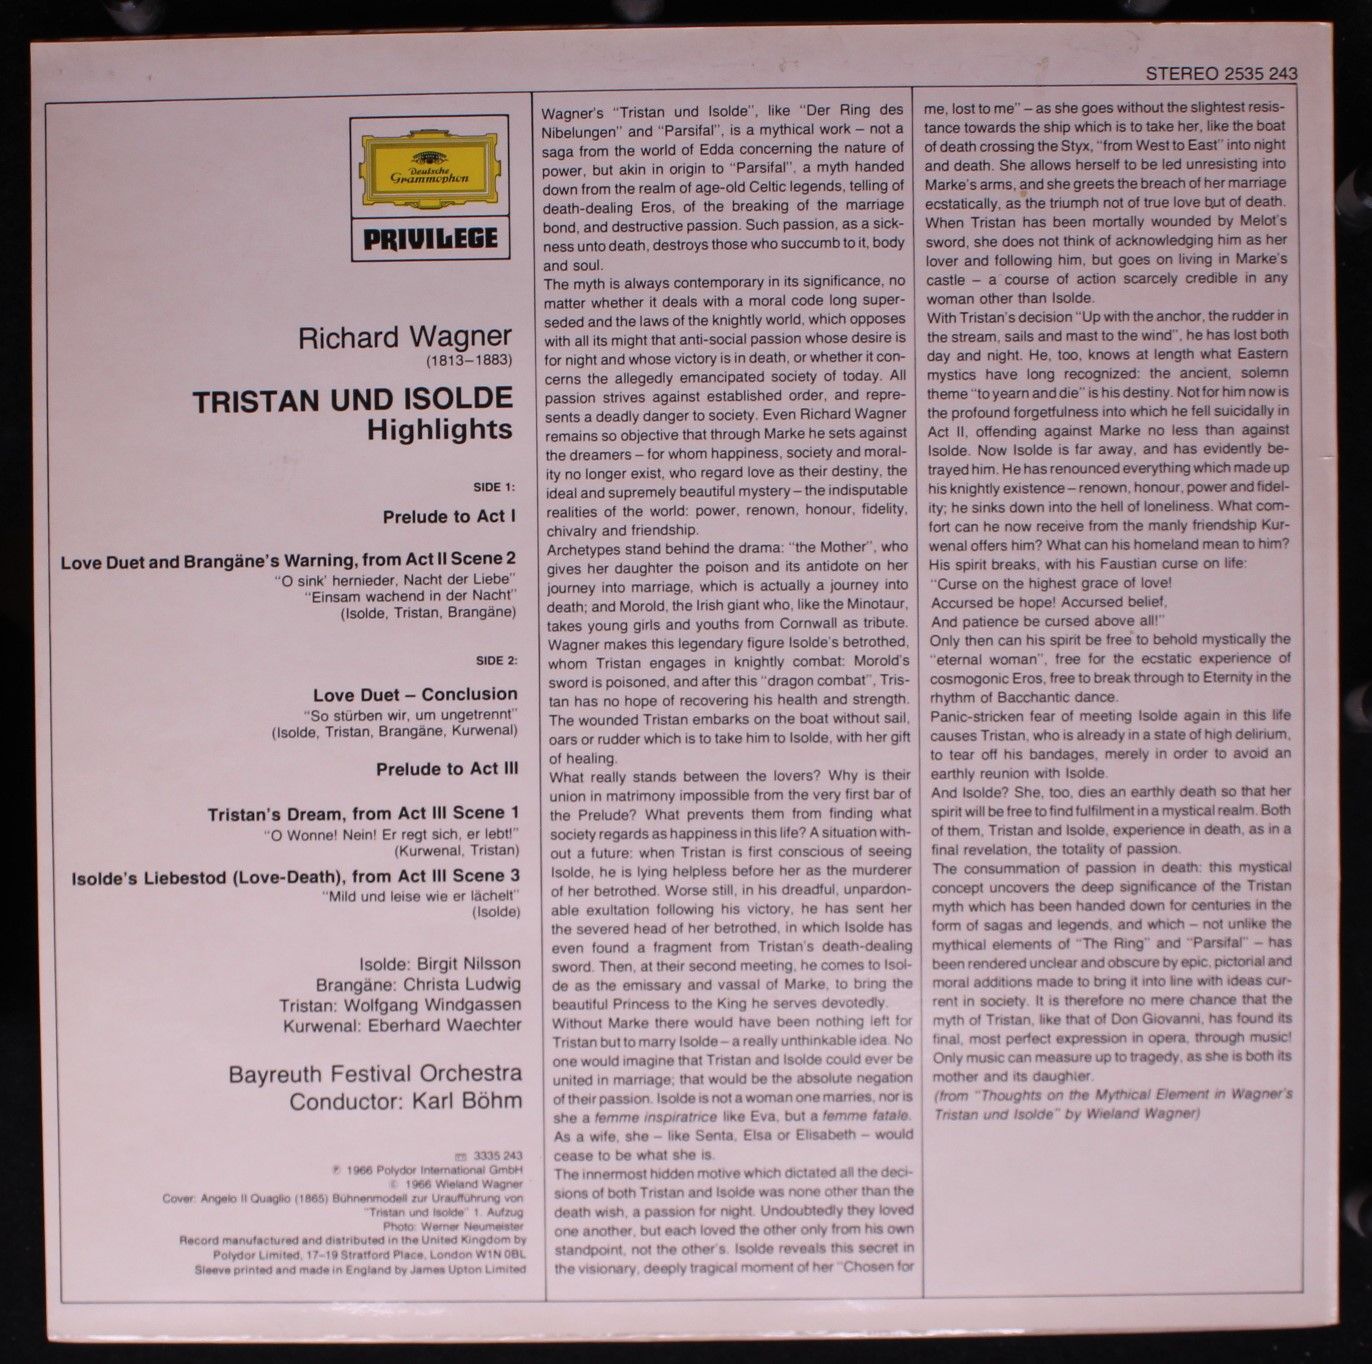 STEREO 2535 243
Deutsche
Grammophon
PRIVILEGE
Richard Wagner
(1813–1883)
TRISTAN UND ISOLDE
Highlights
SIDE 1:
Prelude to Act I
Love Duet and Brangäne's Warning, from Act II Scene 2
"O sink' hernieder, Nacht der Liebe"
"Einsam wachend in der Nacht"
(Isolde, Tristan, Brangäne)
SIDE 2:
Love Duet – Conclusion
"So stürben wir, um ungetrennt"
(Isolde, Tristan, Brangäne, Kurwenal)
Prelude to Act III
Tristan's Dream, from Act III Scene 1
"O Wonne! Nein! Er regt sich, er lebt!"
(Kurwenal, Tristan)
Isolde's Liebestod (Love-Death), from Act III Scene 3
"Mild und leise wie er lächelt"
(Isolde)
Isolde: Birgit Nilsson
Brangäne: Christa Ludwig
Tristan: Wolfgang Windgassen
Kurwenal: Eberhard Waechter
Bayreuth Festival Orchestra
Conductor: Karl Böhm
3335 243
℗ 1966 Polydor International GmbH
© 1966 Wieland Wagner
Cover: Angelo II Quaglio (1865) Bühnenmodell zur Uraufführung von
"Tristan und Isolde" 1. Aufzug
Photo: Werner Neumeister
Record manufactured and distributed in the United Kingdom by
Polydor Limited, 17–19 Stratford Place, London W1N 0BL
Sleeve printed and made in England by James Upton Limited
Wagner's "Tristan und Isolde", like "Der Ring des
Nibelungen" and "Parsifal", is a mythical work – not a
saga from the world of Edda concerning the nature of
power, but akin in origin to "Parsifal", a myth handed
down from the realm of age-old Celtic legends, telling of
death-dealing Eros, of the breaking of the marriage
bond, and destructive passion. Such passion, as a sick-
ness unto death, destroys those who succumb to it, body
and soul.
The myth is always contemporary in its significance, no
matter whether it deals with a moral code long super-
seded and the laws of the knightly world, which opposes
with all its might that anti-social passion whose desire is
for night and whose victory is in death, or whether it con-
cerns the allegedly emancipated society of today. All
passion strives against established order, and repre-
sents a deadly danger to society. Even Richard Wagner
remains so objective that through Marke he sets against
the dreamers – for whom happiness, society and moral-
ity no longer exist, who regard love as their destiny, the
ideal and supremely beautiful mystery – the indisputable
realities of the world: power, renown, honour, fidelity,
chivalry and friendship.
Archetypes stand behind the drama: "the Mother", who
gives her daughter the poison and its antidote on her
journey into marriage, which is actually a journey into
death; and Morold, the Irish giant who, like the Minotaur,
takes young girls and youths from Cornwall as tribute.
Wagner makes this legendary figure Isolde's betrothed,
whom Tristan engages in knightly combat: Morold's
sword is poisoned, and after this "dragon combat", Tris-
tan has no hope of recovering his health and strength.
The wounded Tristan embarks on the boat without sail,
oars or rudder which is to take him to Isolde, with her gift
of healing.
What really stands between the lovers? Why is their
union in matrimony impossible from the very first bar of
the Prelude? What prevents them from finding what
society regards as happiness in this life? A situation with-
out a future: when Tristan is first conscious of seeing
Isolde, he is lying helpless before her as the murderer
of her betrothed. Worse still, in his dreadful, unpardon-
able exultation following his victory, he has sent her
the severed head of her betrothed, in which Isolde has
even found a fragment from Tristan's death-dealing
sword. Then, at their second meeting, he comes to Isol-
de as the emissary and vassal of Marke, to bring the
beautiful Princess to the King he serves devotedly.
Without Marke there would have been nothing left for
Tristan but to marry Isolde – a really unthinkable idea. No
one would imagine that Tristan and Isolde could ever be
united in marriage; that would be the absolute negation
of their passion. Isolde is not a woman one marries, nor is
she a femme inspiratrice like Eva, but a femme fatale.
As a wife, she – like Senta, Elsa or Elisabeth – would
cease to be what she is.
The innermost hidden motive which dictated all the deci-
sions of both Tristan and Isolde was none other than the
death wish, a passion for night. Undoubtedly they loved
one another, but each loved the other only from his own
standpoint, not the other's. Isolde reveals this secret in
the visionary, deeply tragical moment of her "Chosen for
me, lost to me" – as she goes without the slightest resis-
tance towards the ship which is to take her, like the boat
of death crossing the Styx, "from West to East" into night
and death. She allows herself to be led unresisting into
Marke's arms, and she greets the breach of her marriage
ecstatically, as the triumph not of true love but of death.
When Tristan has been mortally wounded by Melot's
sword, she does not think of acknowledging him as her
lover and following him, but goes on living in Marke's
castle – a course of action scarcely credible in any
woman other than Isolde.
With Tristan's decision "Up with the anchor, the rudder in
the stream, sails and mast to the wind", he has lost both
day and night. He, too, knows at length what Eastern
mystics have long recognized: the ancient, solemn
theme "to yearn and die" is his destiny. Not for him now is
the profound forgetfulness into which he fell suicidally in
Act II, offending against Marke no less than against
Isolde. Now Isolde is far away, and has evidently be-
trayed him. He has renounced everything which made up
his knightly existence – renown, honour, power and fidel-
ity; he sinks down into the hell of loneliness. What com-
fort can he now receive from the manly friendship Kur-
wenal offers him? What can his homeland mean to him?
His spirit breaks, with his Faustian curse on life:
"Curse on the highest grace of love!
Accursed be hope! Accursed belief,
And patience be cursed above all!"
Only then can his spirit be free to behold mystically the
"eternal woman", free for the ecstatic experience of
cosmogonic Eros, free to break through to Eternity in the
rhythm of Bacchantic dance.
Panic-stricken fear of meeting Isolde again in this life
causes Tristan, who is already in a state of high delirium,
to tear off his bandages, merely in order to avoid an
earthly reunion with Isolde.
And Isolde? She, too, dies an earthly death so that her
spirit will be free to find fulfilment in a mystical realm. Both
of them, Tristan and Isolde, experience in death, as in a
final revelation, the totality of passion.
The consummation of passion in death: this mystical
concept uncovers the deep significance of the Tristan
myth which has been handed down for centuries in the
form of sagas and legends, and which – not unlike the
mythical elements of "The Ring" and "Parsifal" – has
been rendered unclear and obscure by epic, pictorial and
moral additions made to bring it into line with ideas cur-
rent in society. It is therefore no mere chance that the
myth of Tristan, like that of Don Giovanni, has found its
final, most perfect expression in opera, through music!
Only music can measure up to tragedy, as she is both its
mother and its daughter.
(from "Thoughts on the Mythical Element in Wagner's
Tristan und Isolde" by Wieland Wagner)